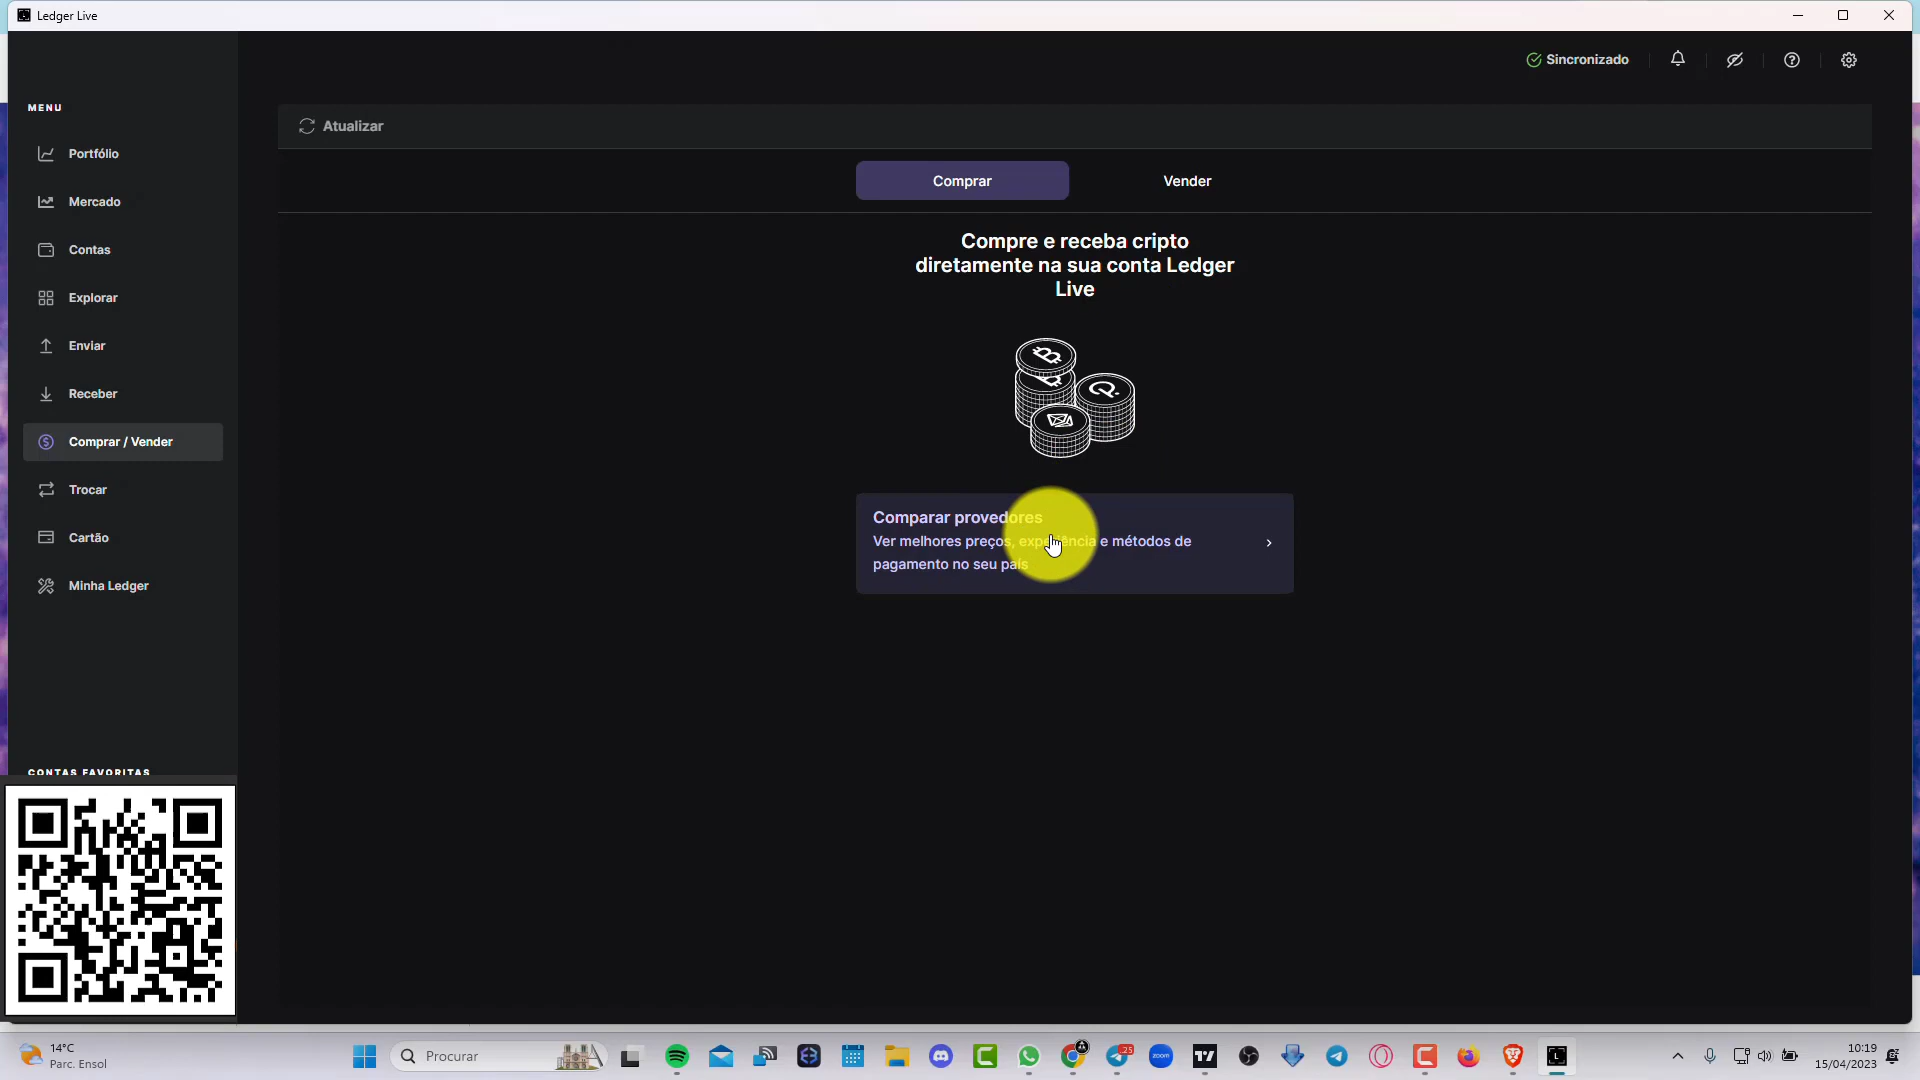 Ledger Live
Sincronizado
MENU
Atualizar
Portfólio
Comprar
Vender
Mercado
Compre e receba cripto
diretamente na sua conta Ledger
Live
Contas
Explorar
Enviar
Receber
Comprar / Vender
Trocar
Comparar provedores
Ver melhores preços, experiência e métodos de
pagamento no seu país
Cartão
Minha Ledger
CONTAS FAVORITAS
14°C
Parc. Ensol
Procurar
25
zoom
10:19
15/04/2023